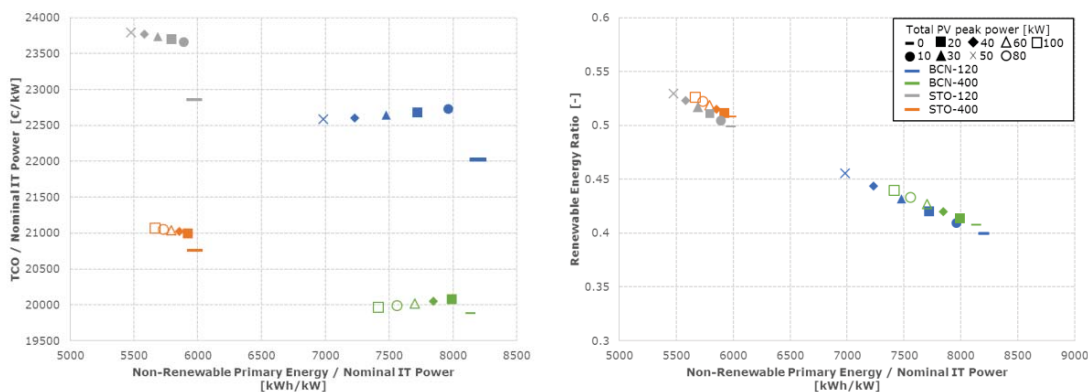 24000
23500
23000
22500
22000
21500
21000
20500
20000
19500
TCO / Nominal IT Power [€/kW]
5000 5500 6000 6500 7000 7500 8000 8500
Non-Renewable Primary Energy / Nominal IT Power
[kWh/kW]
0.6
0.55
0.5
0.45
0.4
0.35
0.3
Renewable Energy Ratio [-]
5000 5500 6000 6500 7000 7500 8000 8500 9000
Non-Renewable Primary Energy / Nominal IT Power
[kWh/kW]
Total PV peak power [kW]
0 20 40 60 100
10 30 50 80
BCN-120
BCN-400
STO-120
STO-400